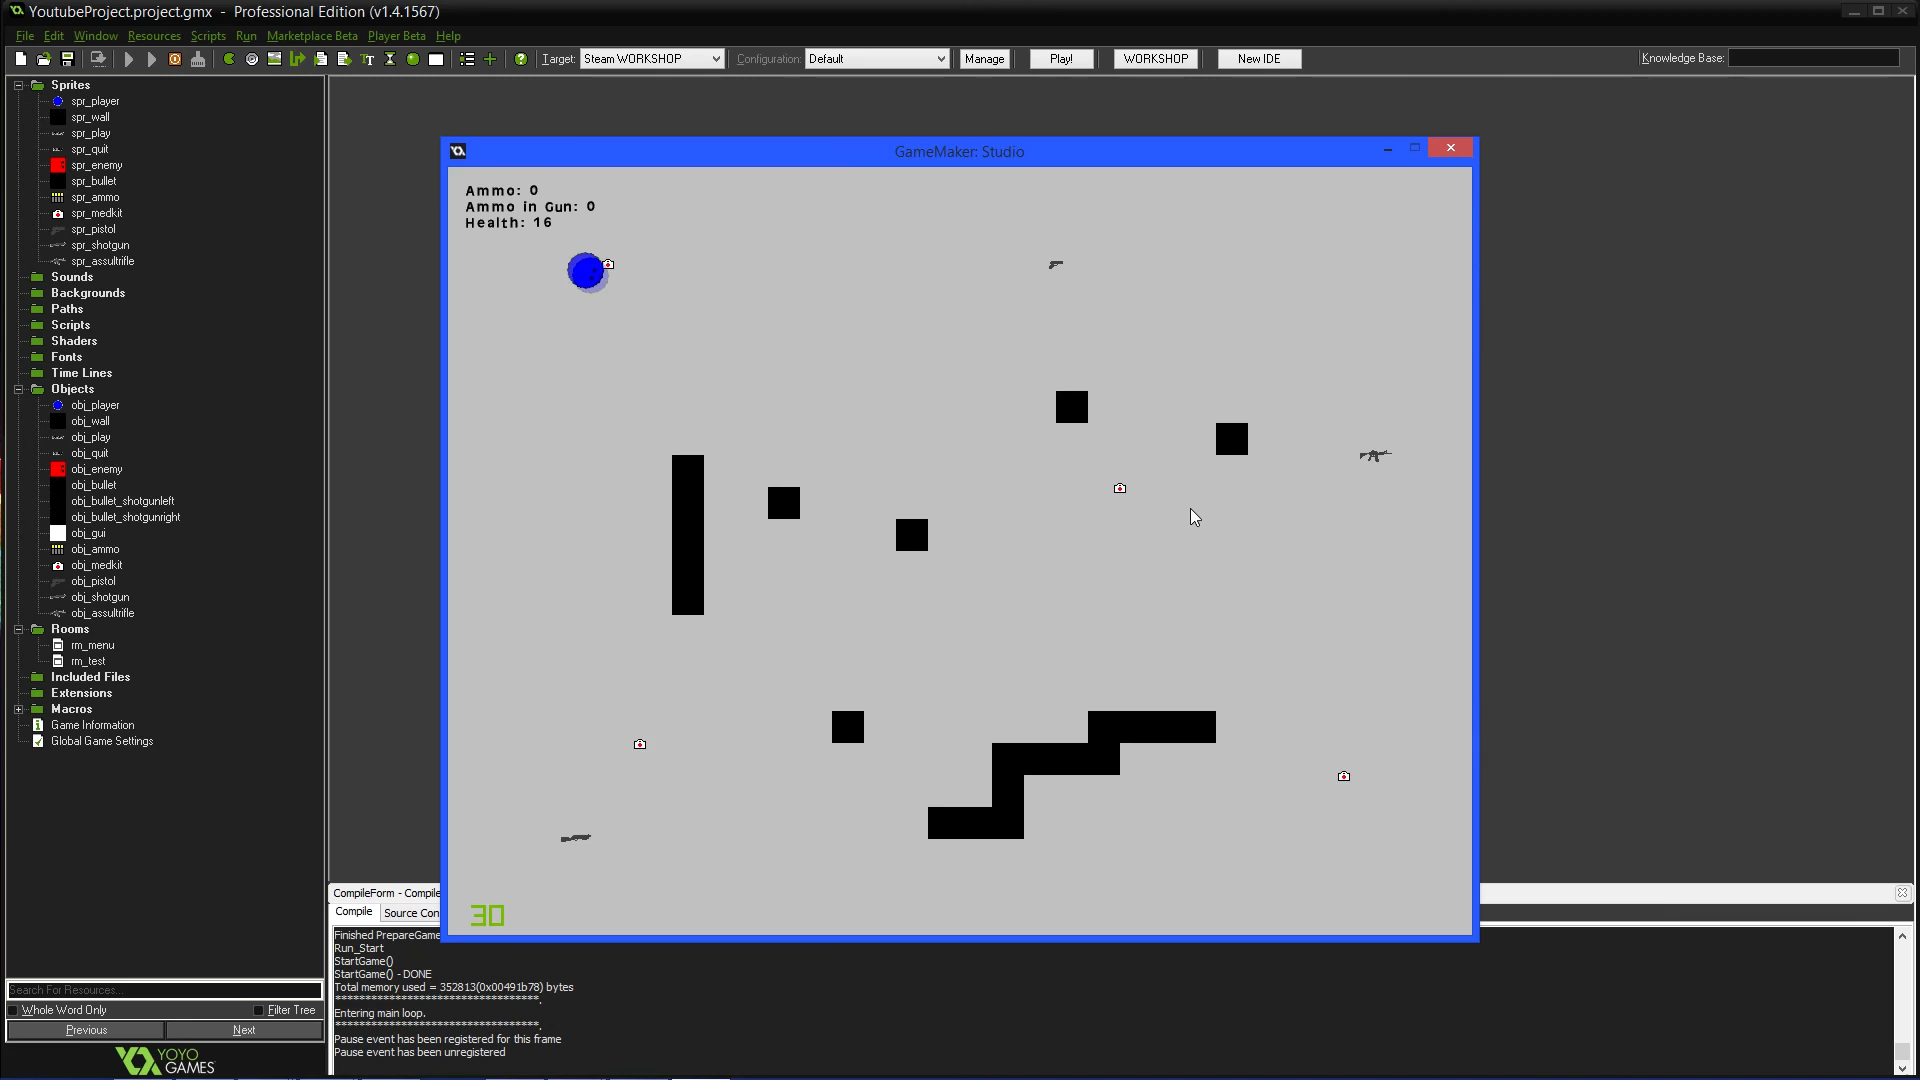 YoutubeProject.project.gmx - Professional Edition (v1.4.1567)
File Edit Window Resources Scripts Run Marketplace Beta Player Beta Help
Target: Steam WORKSHOP Configuration: Default Manage Play! WORKSHOP New IDE Knowledge Base:
Sprites
spr_player
spr_wall
spr_play
spr_quit
spr_enemy
spr_bullet
spr_ammo
spr_medkit
spr_pistol
spr_shotgun
spr_assultrifle
Sounds
Backgrounds
Paths
Scripts
Shaders
Fonts
Time Lines
Objects
obj_player
obj_wall
obj_play
obj_quit
obj_enemy
obj_bullet
obj_bullet_shotgunleft
obj_bullet_shotgunright
obj_gui
obj_ammo
obj_medkit
obj_pistol
obj_shotgun
obj_assultrifle
Rooms
rm_menu
rm_test
Included Files
Extensions
Macros
Game Information
Global Game Settings
Search For Resources...
Whole Word Only Filter Tree
Previous Next
YOYO
GAMES
GameMaker: Studio
Ammo: 0
Ammo in Gun: 0
Health: 16
30
CompileForm - Compile
Compile Source Con
Finished PrepareGame
Run_Start
StartGame()
StartGame() - DONE
Total memory used = 352813(0x00491b78) bytes
**********************************.
Entering main loop.
**********************************.
Pause event has been registered for this frame
Pause event has been unregistered